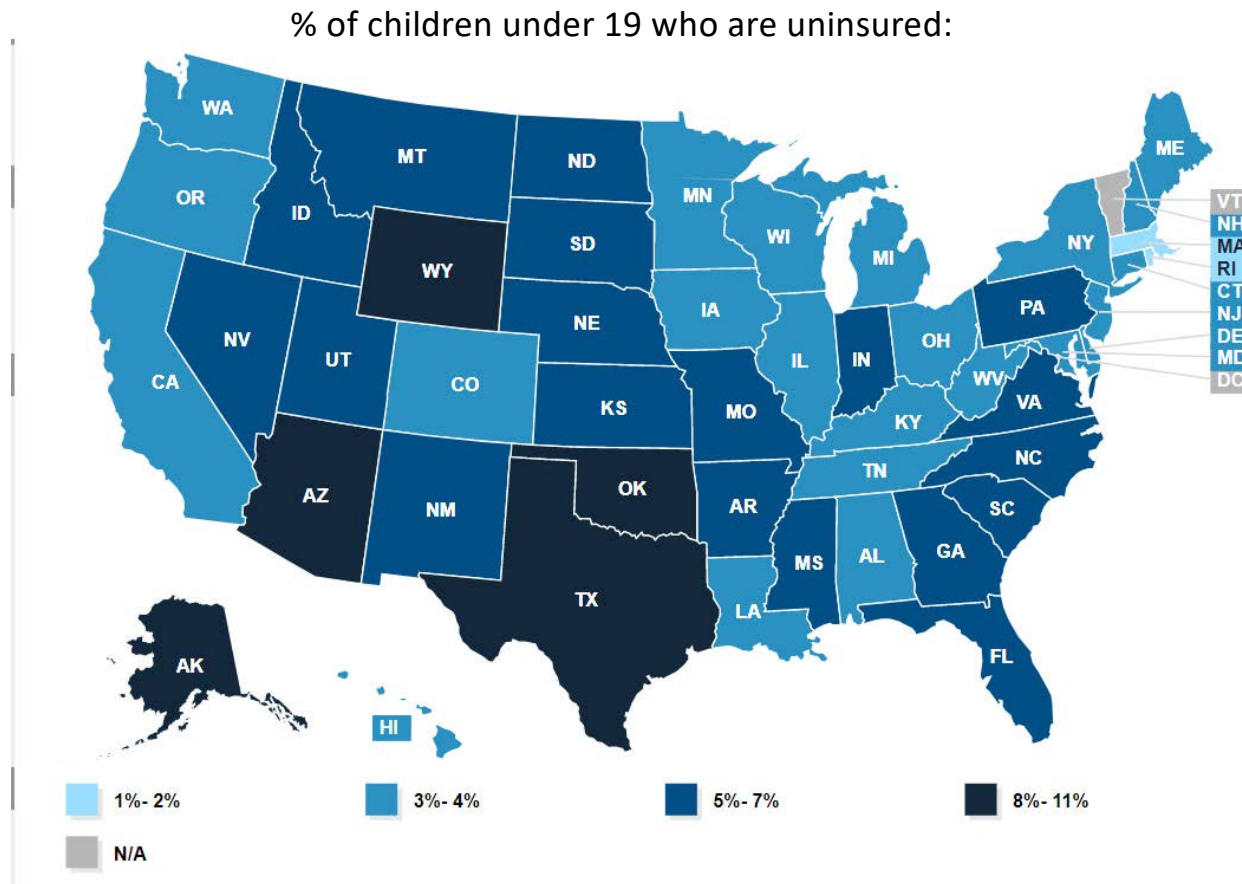 % of children under 19 who are uninsured:
WA
MT
ND
MN
ME
OR
ID
SD
WI
MI
NY
VT
NH
MA
RI
CT
NJ
DE
MD
DC
WY
NE
IA
PA
NV
UT
CO
IL
IN
OH
CA
KS
MO
WV
VA
KY
NC
AZ
NM
OK
AR
TN
SC
MS
AL
GA
TX
LA
FL
AK
HI
1%- 2%
3%- 4%
5%- 7%
8%- 11%
N/A